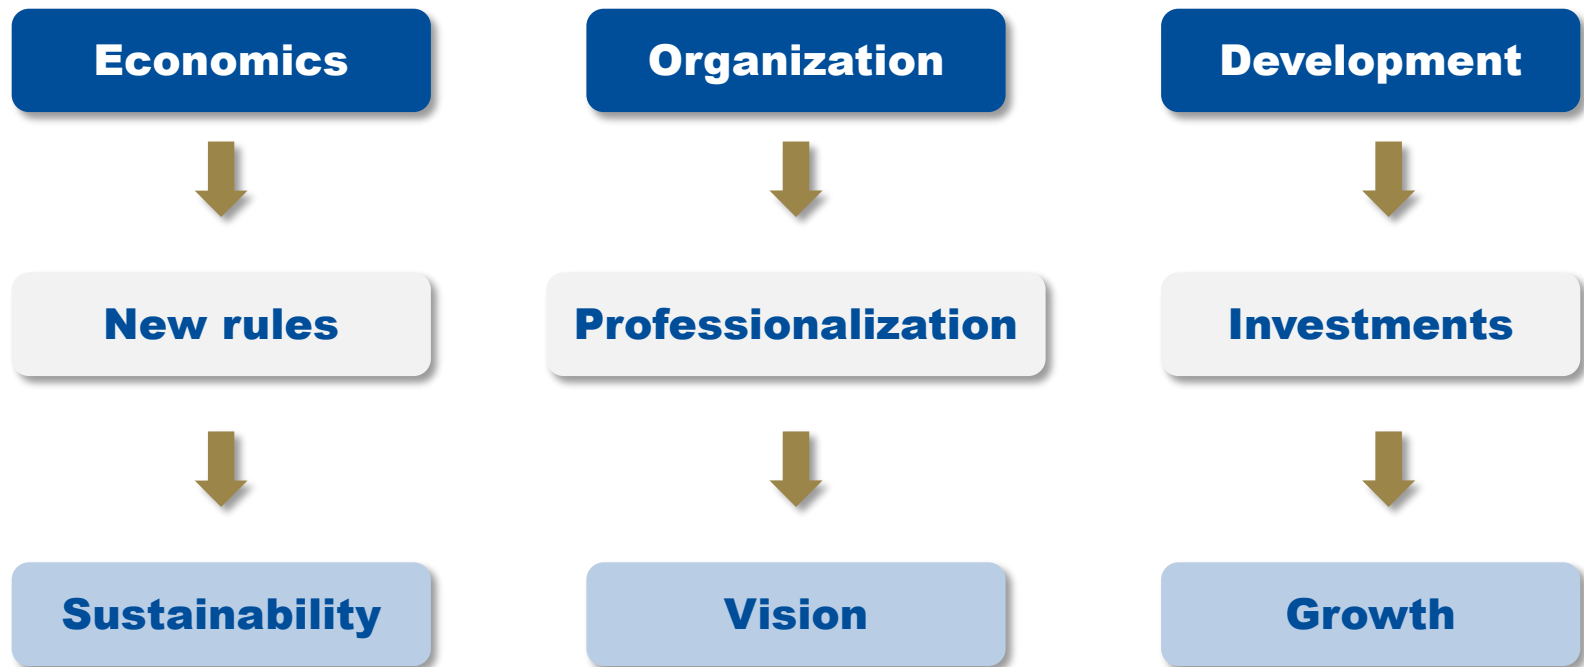 Economics
Organization
Development
New rules
Professionalization
Investments
Sustainability
Vision
Growth